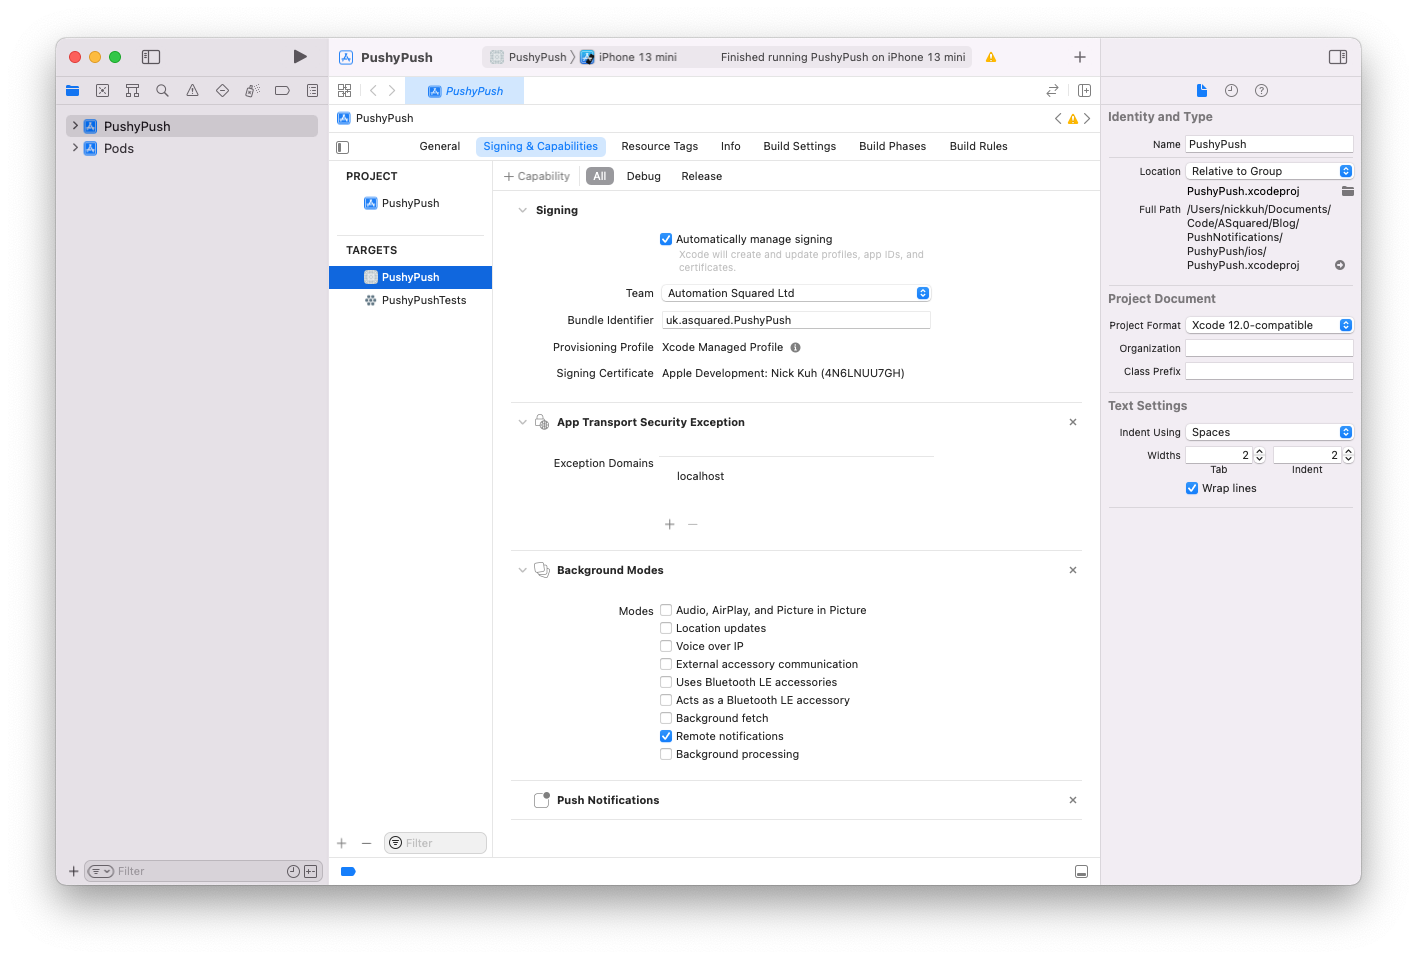 PushyPush
PushyPush
iPhone 13 mini
Finished running PushyPush on iPhone 13 mini
PushyPush
Pods
Filter
PushyPush
PushyPush
General
Signing & Capabilities
Resource Tags
Info
Build Settings
Build Phases
Build Rules
PROJECT
PushyPush
TARGETS
PushyPush
PushyPushTests
Filter
+ Capability
All
Debug
Release
Signing
Automatically manage signing
Xcode will create and update profiles, app IDs, and
certificates.
Team
Automation Squared Ltd
Bundle Identifier
uk.asquared.PushyPush
Provisioning Profile
Xcode Managed Profile
Signing Certificate
Apple Development: Nick Kuh (4N6LNUU7GH)
App Transport Security Exception
Exception Domains
localhost
Background Modes
Modes
Audio, AirPlay, and Picture in Picture
Location updates
Voice over IP
External accessory communication
Uses Bluetooth LE accessories
Acts as a Bluetooth LE accessory
Background fetch
Remote notifications
Background processing
Push Notifications
Identity and Type
Name
PushyPush
Location
Relative to Group
PushyPush.xcodeproj
Full Path
/Users/nickkuh/Documents/
Code/ASquared/Blog/
PushNotifications/
PushyPush/ios/
PushyPush.xcodeproj
Project Document
Project Format
Xcode 12.0-compatible
Organization
Class Prefix
Text Settings
Indent Using
Spaces
Widths
2
2
Tab
Indent
Wrap lines